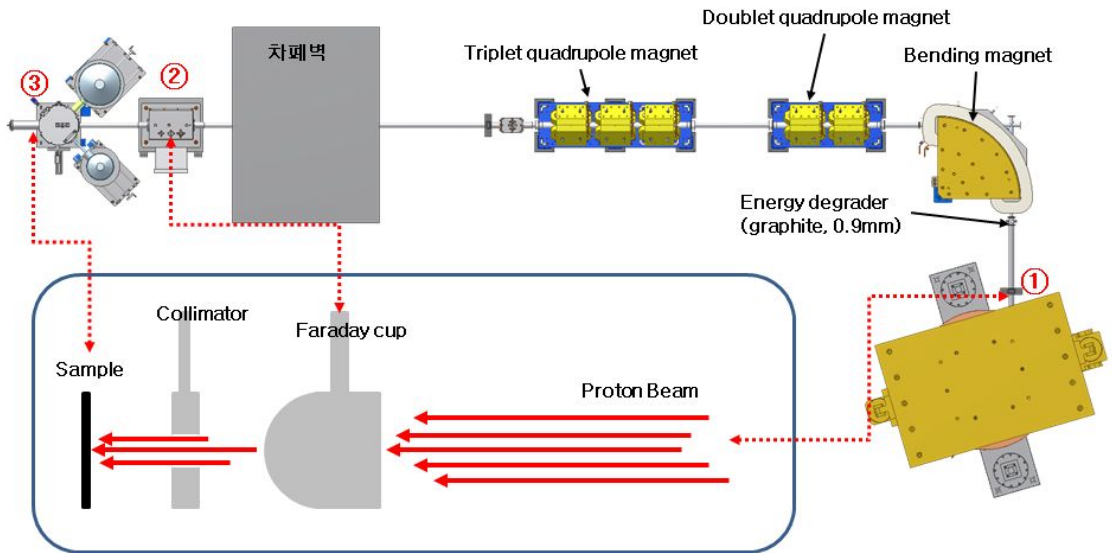 Doublet quadrupole magnet
차폐벽
Triplet quadrupole magnet
Bending magnet
③
②
Energy degrader
(graphite, 0.9mm)
①
Collimator
Faraday cup
Sample
Proton Beam